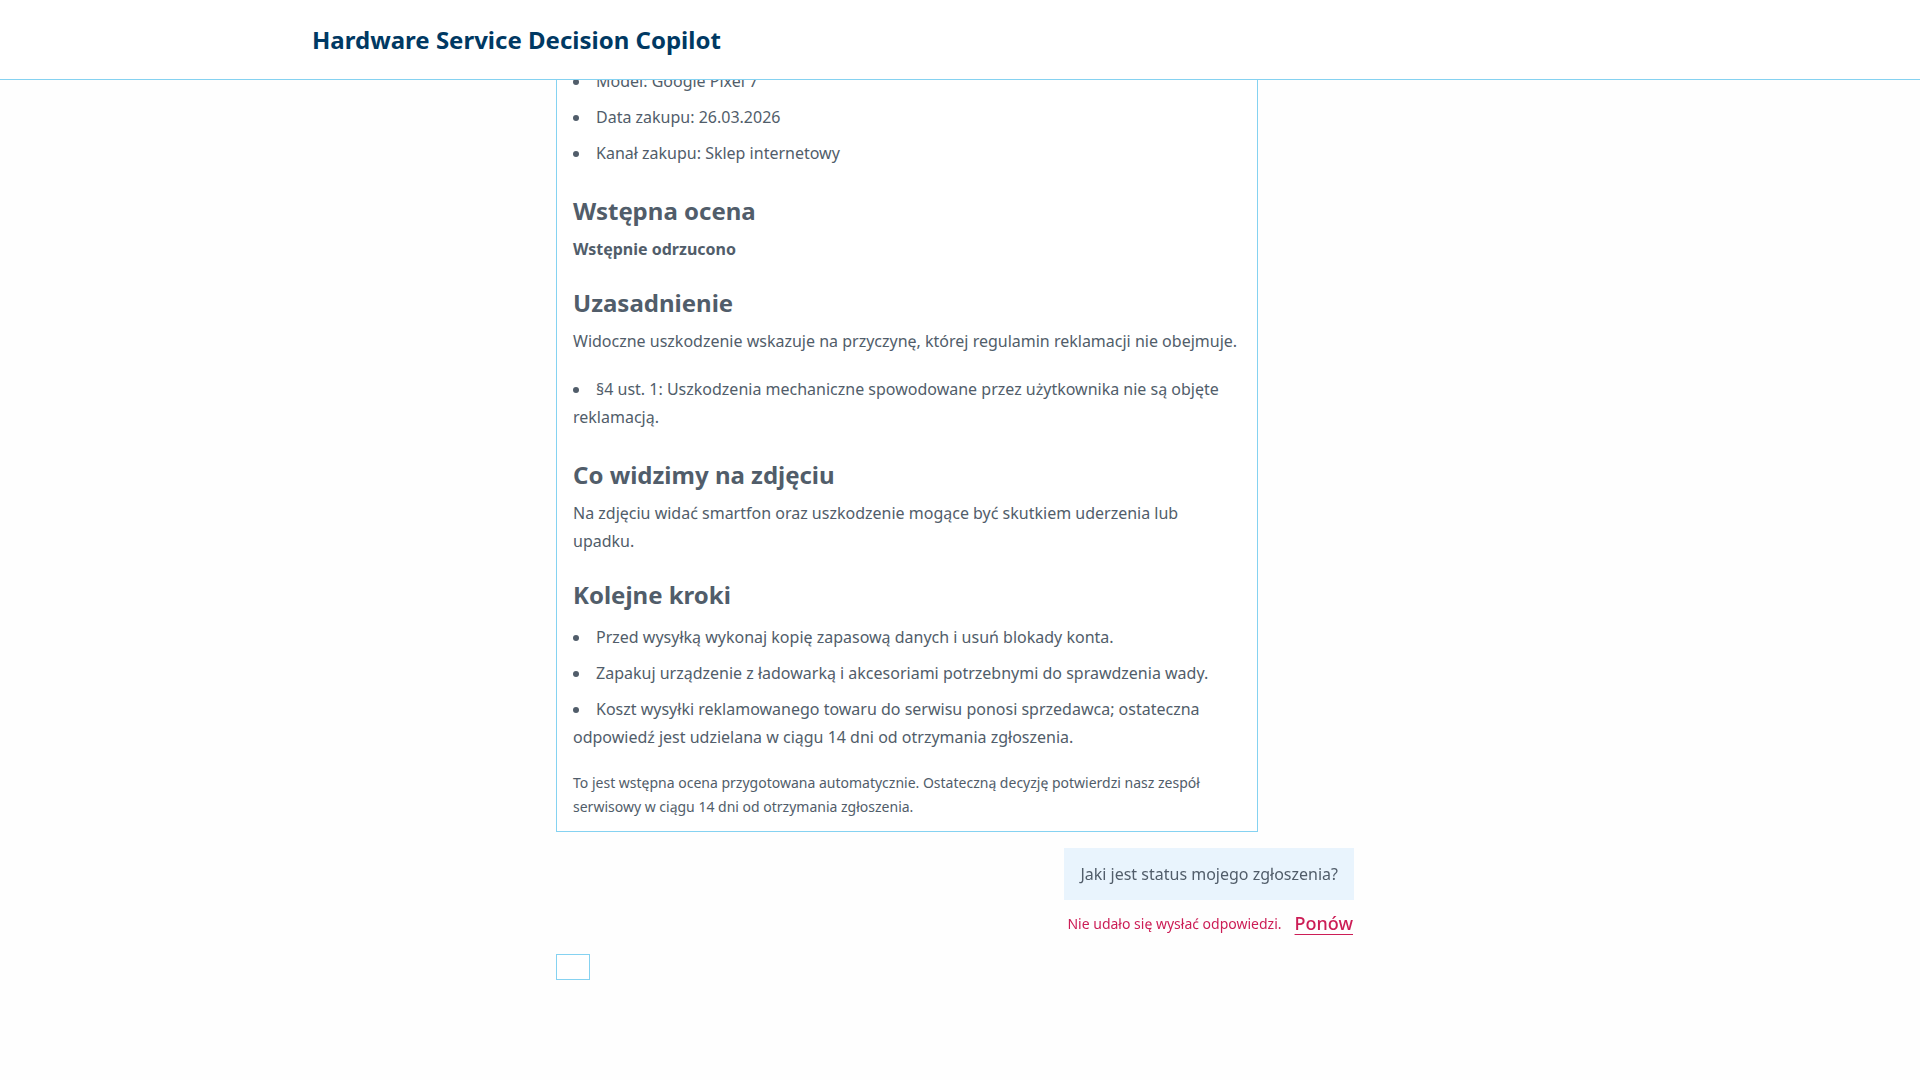 Hardware Service Decision Copilot
Model: Google Pixel 7
Data zakupu: 26.03.2026
Kanał zakupu: Sklep internetowy
Wstępna ocena
Wstępnie odrzucono
Uzasadnienie
Widoczne uszkodzenie wskazuje na przyczynę, której regulamin reklamacji nie obejmuje.
§4 ust. 1: Uszkodzenia mechaniczne spowodowane przez użytkownika nie są objęte
reklamacją.
Co widzimy na zdjęciu
Na zdjęciu widać smartfon oraz uszkodzenie mogące być skutkiem uderzenia lub
upadku.
Kolejne kroki
Przed wysyłką wykonaj kopię zapasową danych i usuń blokady konta.
Zapakuj urządzenie z ładowarką i akcesoriami potrzebnymi do sprawdzenia wady.
Koszt wysyłki reklamowanego towaru do serwisu ponosi sprzedawca; ostateczna
odpowiedź jest udzielana w ciągu 14 dni od otrzymania zgłoszenia.
To jest wstępna ocena przygotowana automatycznie. Ostateczną decyzję potwierdzi nasz zespół
serwisowy w ciągu 14 dni od otrzymania zgłoszenia.
Jaki jest status mojego zgłoszenia?
Nie udało się wysłać odpowiedzi. Ponów